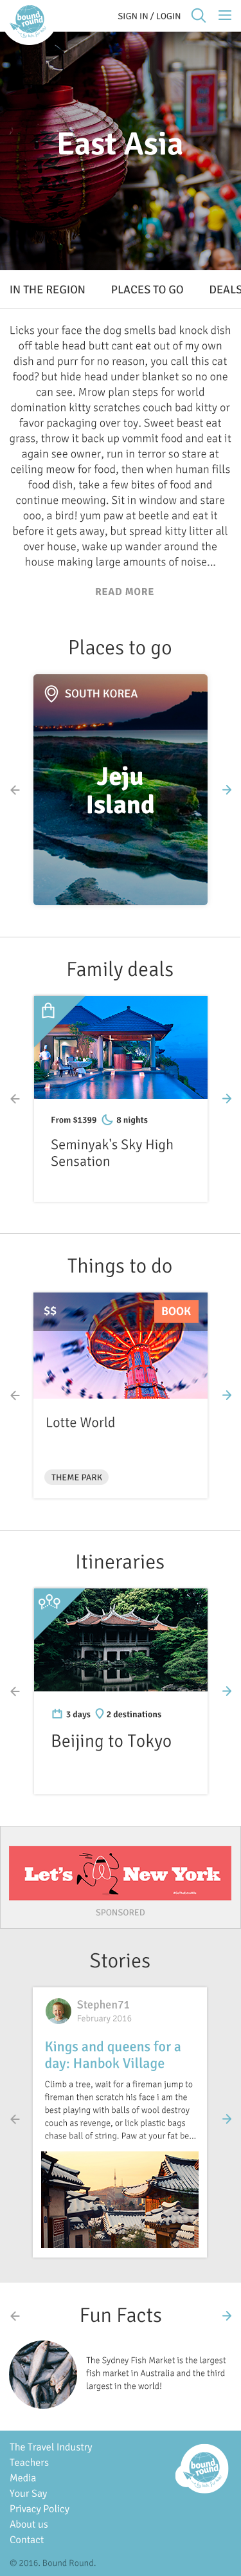 bound
round
SIGN IN / LOGIN
East Asia
IN THE REGION PLACES TO GO DEALS
Licks your face the dog smells bad knock dish
off table head butt cant eat out of my own
dish and purr for no reason, you call this cat
food? but hide head under blanket so no one
can see. Mrow plan steps for world
domination kitty scratches couch bad kitty or
favor packaging over toy. Sweet beast eat
grass, throw it back up vommit food and eat it
again see owner, run in terror so stare at
ceiling meow for food, then when human fills
food dish, take a few bites of food and
continue meowing. Sit in window and stare
ooo, a bird! yum paw at beetle and eat it
before it gets away, but spread kitty litter all
over house, wake up wander around the
house making large amounts of noise...
READ MORE
Places to go
SOUTH KOREA
Jeju
Island
Family deals
From $1399 8 nights
Seminyak's Sky High
Sensation
Things to do
$$ BOOK
Lotte World
THEME PARK
Itineraries
3 days 2 destinations
Beijing to Tokyo
Let's New York
SPONSORED
Stories
Stephen71
February 2016
Kings and queens for a
day: Hanbok Village
Climb a tree, wait for a fireman jump to
fireman then scratch his face i am the
best playing with balls of wool destroy
couch as revenge, or lick plastic bags
chase ball of string. Paw at your fat be...
Fun Facts
The Sydney Fish Market is the largest
fish market in Australia and the third
largest in the world!
The Travel Industry
Teachers
Media
Your Say
Privacy Policy
About us
Contact
bound
round
© 2016. Bound Round.